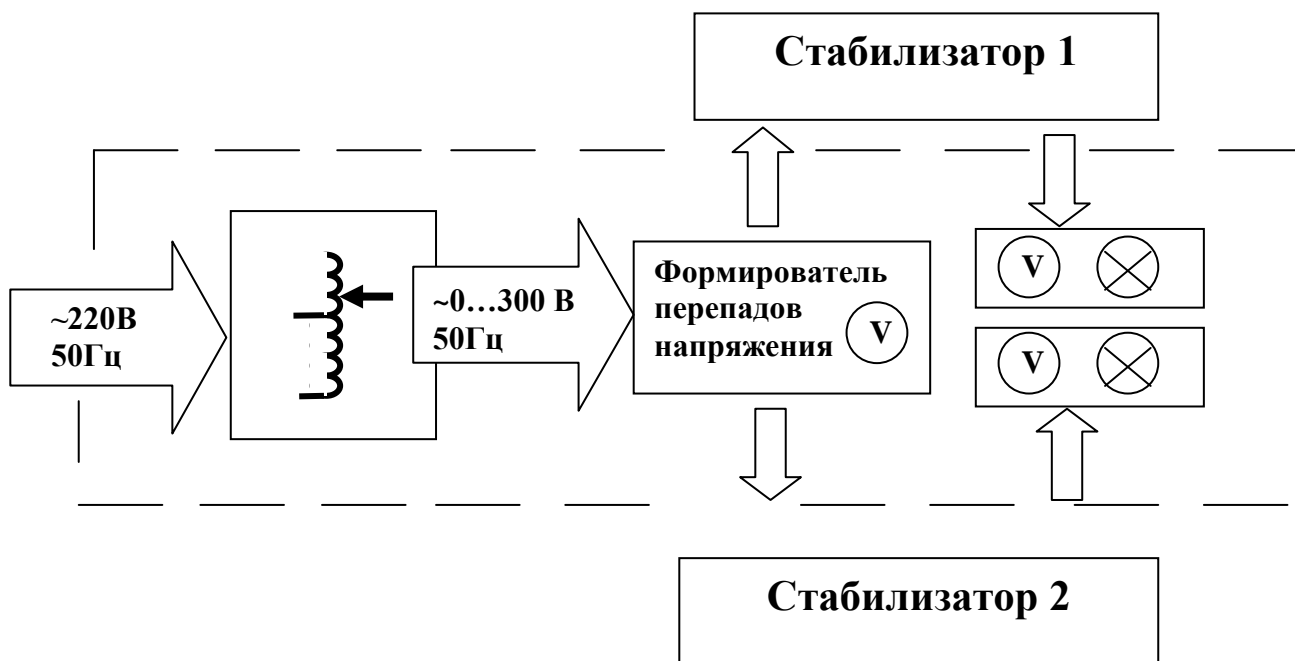 Стабилизатор 1
~220В
50Гц
~0…300 В
50Гц
Формирователь
перепадов
напряжения
V
V
V
Стабилизатор 2